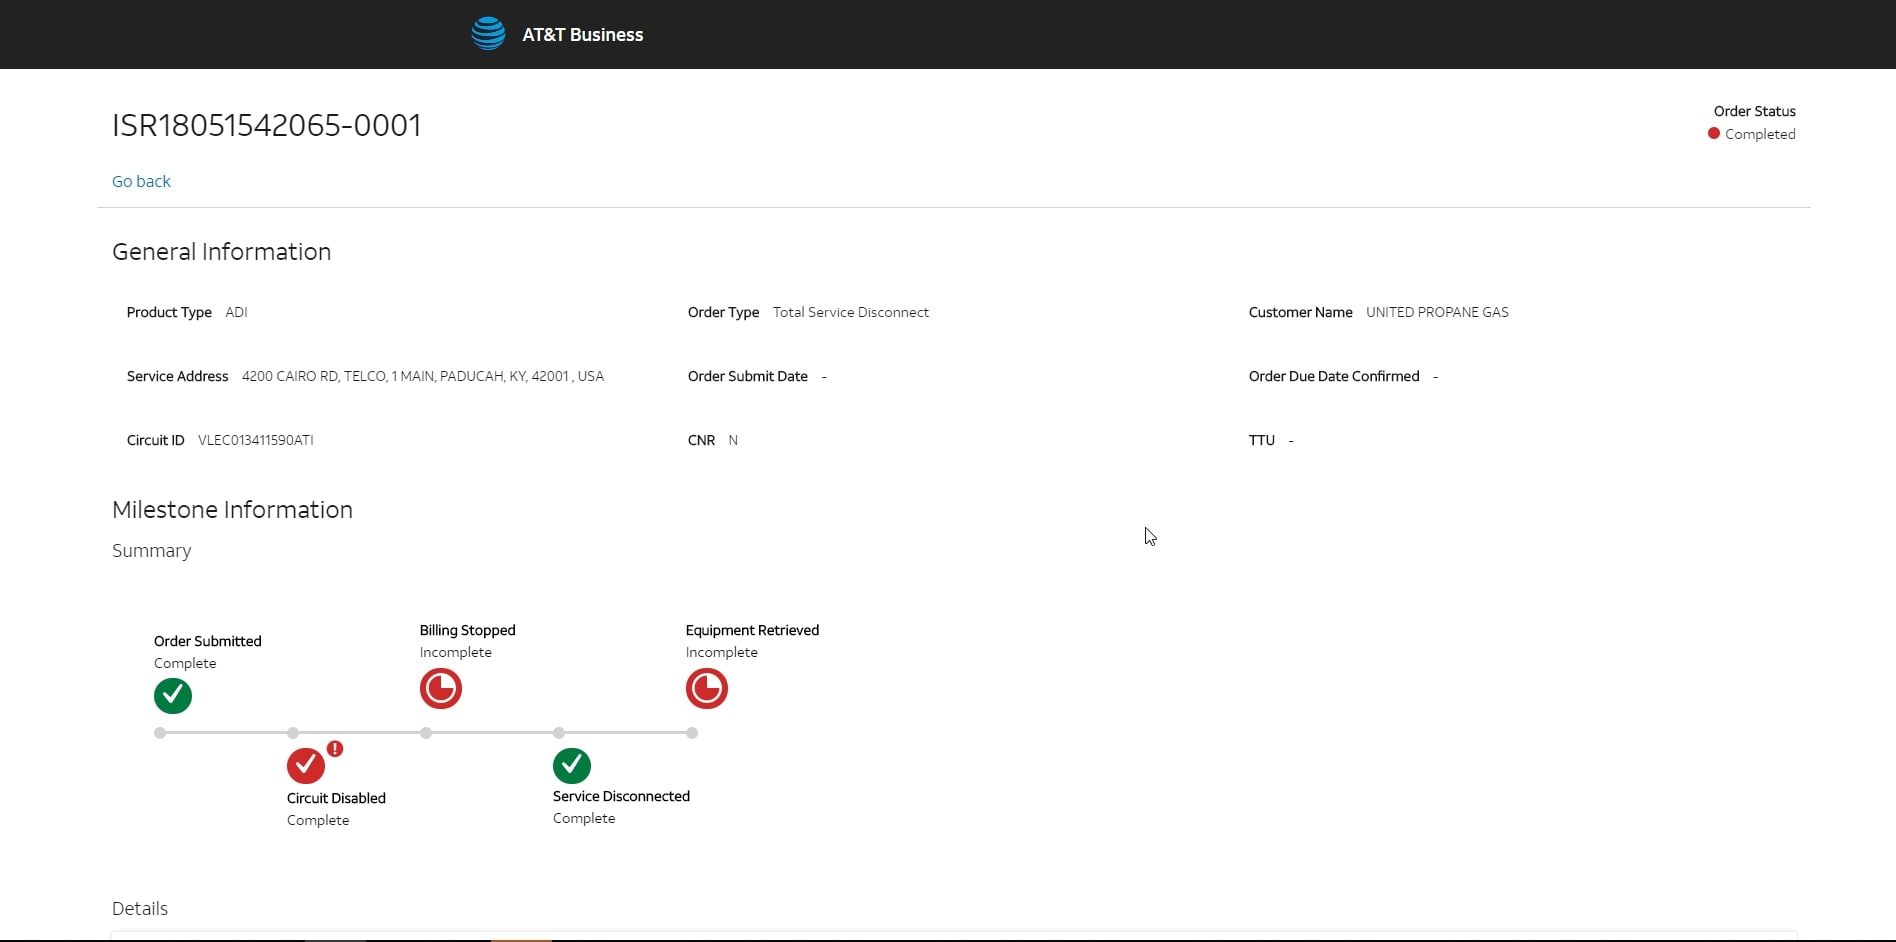 AT&T Business
ISR18051542065-0001
Order Status
Completed
Go back
General Information
Product Type ADI
Order Type Total Service Disconnect
Customer Name UNITED PROPANE GAS
Service Address 4200 CAIRO RD, TELCO, 1 MAIN, PADUCAH, KY, 42001 , USA
Order Submit Date -
Order Due Date Confirmed -
Circuit ID VLEC013411590ATI
CNR N
TTU -
Milestone Information
Summary
Order Submitted
Complete
Billing Stopped
Incomplete
Equipment Retrieved
Incomplete
!
Circuit Disabled
Complete
Service Disconnected
Complete
Details